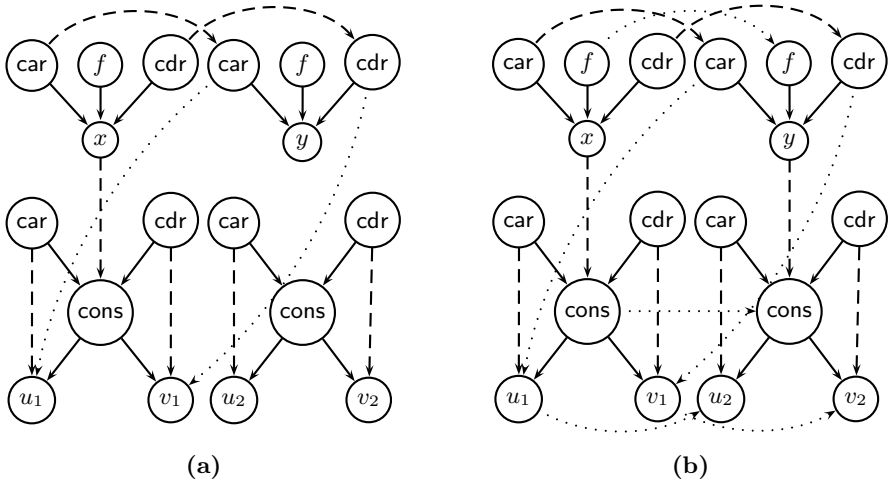 car f cdr car f cdr car f cdr car f cdr
x y x y
car cdr car cdr car cdr car cdr
cons cons cons cons
u1 v1 u2 v2 u1 v1 u2 v2
(a) (b)